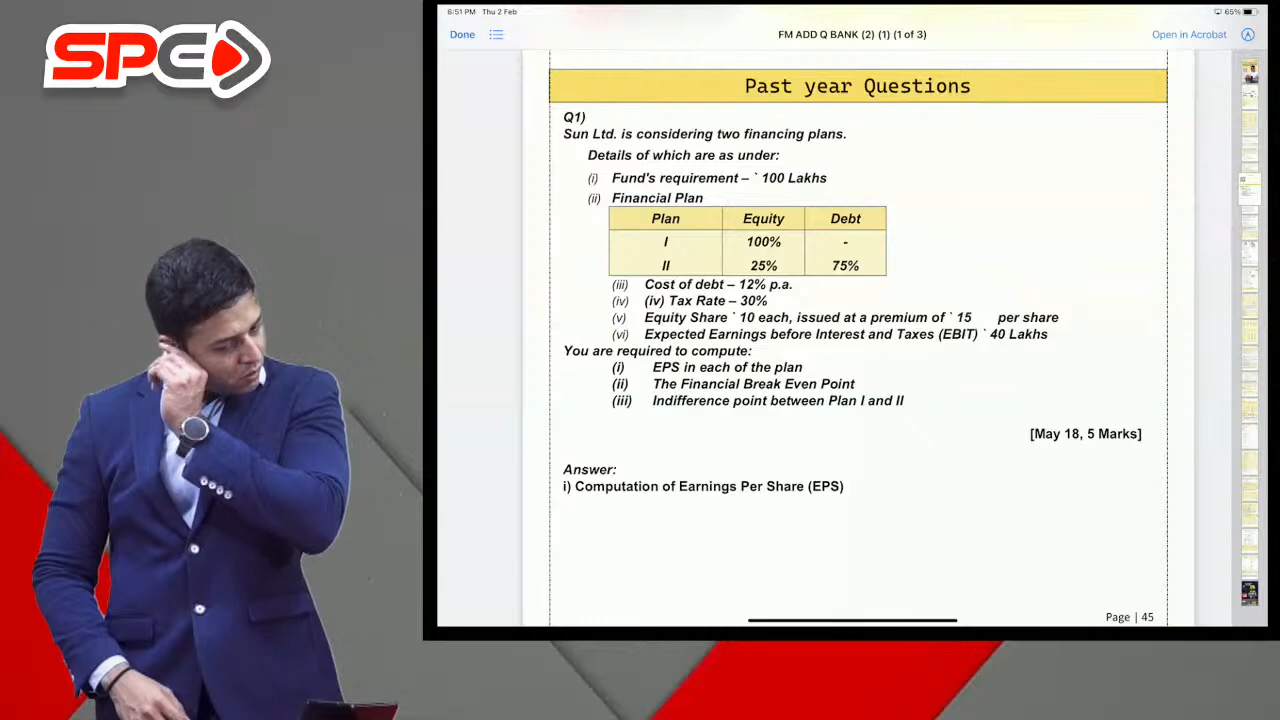 SPC
6:51 PM Thu 2 Feb
65%
Done
FM ADD Q BANK (2) (1) (1 of 3)
Open in Acrobat
Past year Questions
Q1)
Sun Ltd. is considering two financing plans.
Details of which are as under:
(i) Fund's requirement – ` 100 Lakhs
(ii) Financial Plan
Plan Equity Debt
I 100% -
II 25% 75%
(iii) Cost of debt – 12% p.a.
(iv) (iv) Tax Rate – 30%
(v) Equity Share ` 10 each, issued at a premium of ` 15 per share
(vi) Expected Earnings before Interest and Taxes (EBIT) ` 40 Lakhs
You are required to compute:
(i) EPS in each of the plan
(ii) The Financial Break Even Point
(iii) Indifference point between Plan I and II
[May 18, 5 Marks]
Answer:
i) Computation of Earnings Per Share (EPS)
Page | 45